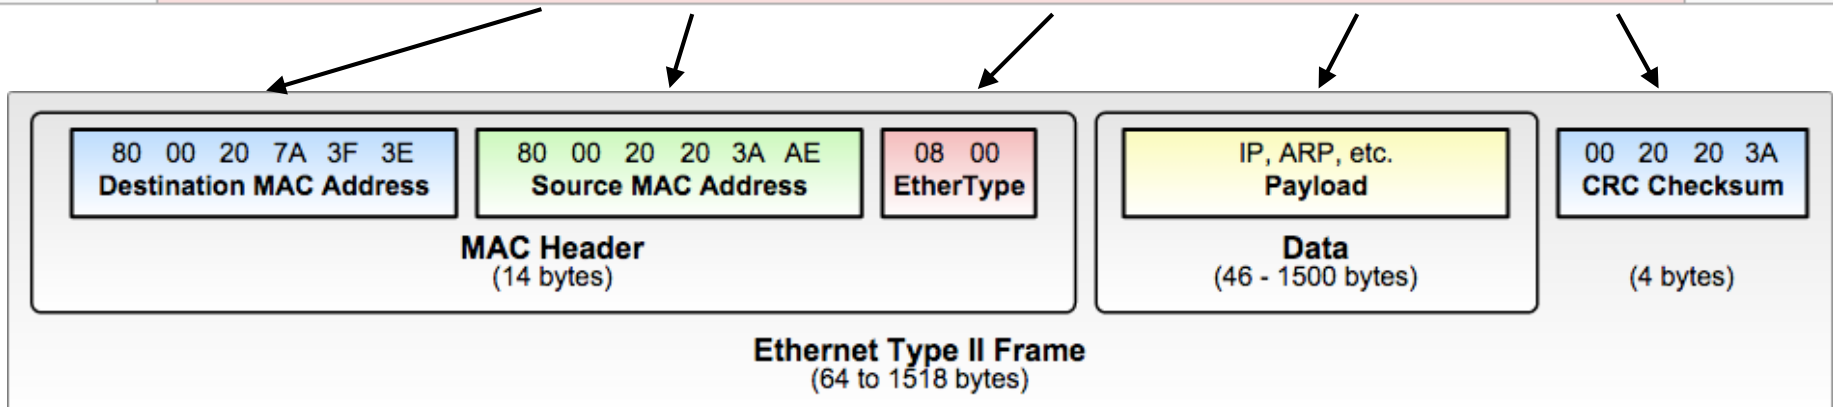 80 00 20 7A 3F 3E
Destination MAC Address
80 00 20 20 3A AE
Source MAC Address
08 00
EtherType
MAC Header
(14 bytes)
IP, ARP, etc.
Payload
Data
(46 - 1500 bytes)
00 20 20 3A
CRC Checksum
(4 bytes)
Ethernet Type II Frame
(64 to 1518 bytes)